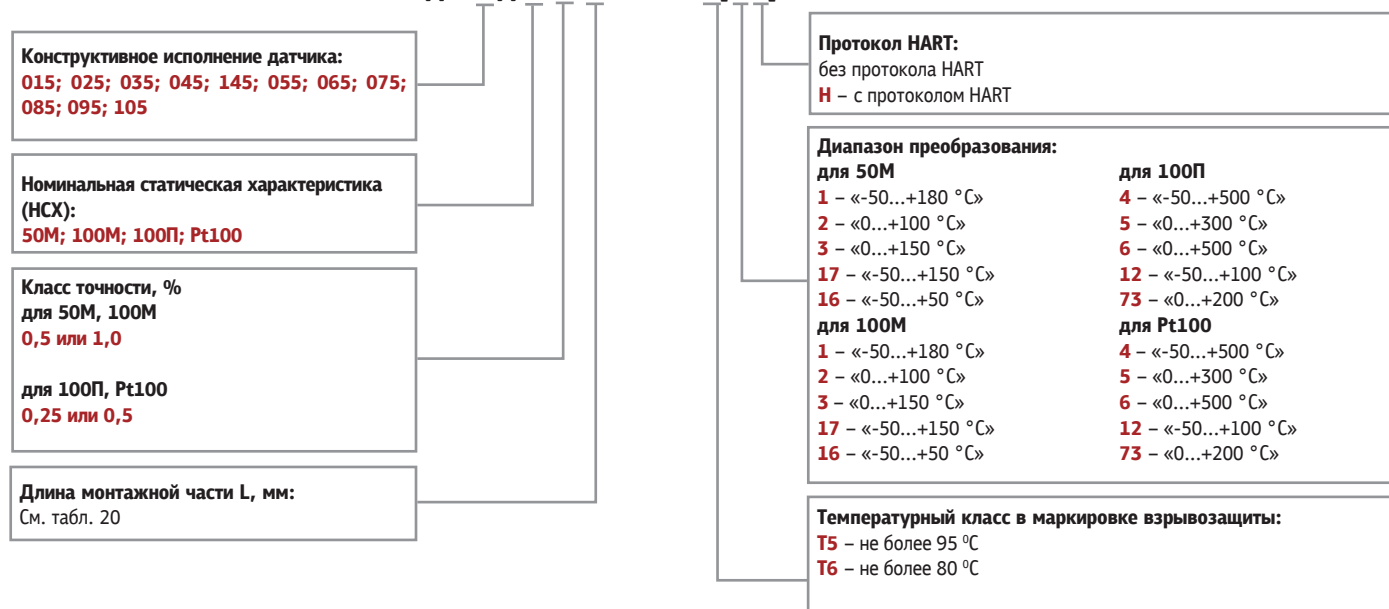 Конструктивное исполнение датчика:
015; 025; 035; 045; 145; 055; 065; 075;
085; 095; 105
Номинальная статическая характеристика
(НСХ):
50М; 100М; 100П; Pt100
Класс точности, %
для 50М, 100М
0,5 или 1,0
для 100П, Pt100
0,25 или 0,5
Длина монтажной части L, мм:
См. табл. 20
Протокол HART:
без протокола HART
Н – с протоколом HART
Диапазон преобразования:
для 50М
1 – «-50...+180 °С»
2 – «0...+100 °С»
3 – «0...+150 °С»
17 – «-50...+150 °С»
16 – «-50...+50 °С»
для 100М
1 – «-50...+180 °С»
2 – «0...+100 °С»
3 – «0...+150 °С»
17 – «-50...+150 °С»
16 – «-50...+50 °С»
для 100П
4 – «-50...+500 °С»
5 – «0...+300 °С»
6 – «0...+500 °С»
12 – «-50...+100 °С»
73 – «0...+200 °С»
для Pt100
4 – «-50...+500 °С»
5 – «0...+300 °С»
6 – «0...+500 °С»
12 – «-50...+100 °С»
73 – «0...+200 °С»
Температурный класс в маркировке взрывозащиты:
Т5 – не более 95 ⁰С
Т6 – не более 80 ⁰С